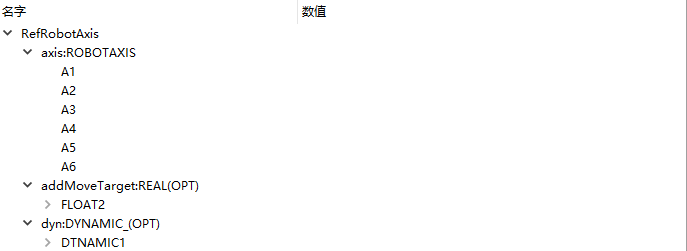 名字 数值
RefRobotAxis
axis:ROBOTAXIS
A1
A2
A3
A4
A5
A6
addMoveTarget:REAL(OPT)
FLOAT2
dyn:DYNAMIC_(OPT)
DTNAMIC1